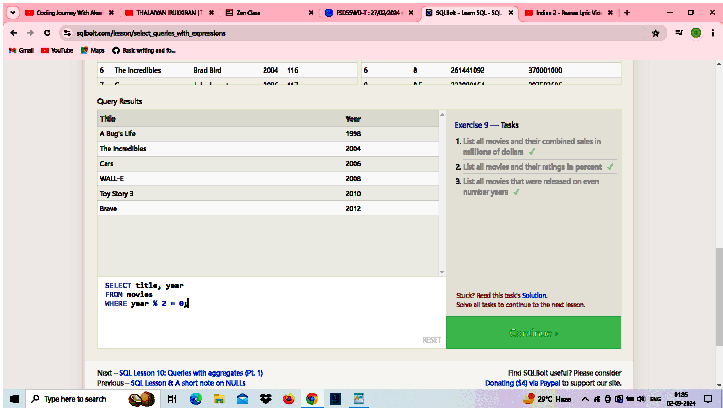 Coding Journey With Akas
THALAIVAN IRUKKIRAN | T
Zen Class
FSD55WD-T : 27/02/2024
SQLBolt - Learn SQL - SQL
Indian 2 - Paaraa Lyric Vid
sqlbolt.com/lesson/select_queries_with_expressions
Gmail YouTube Maps Basic writing and fo...
6 The Incredibles Brad Bird 2004 116
6 8 261441092 370001000
Query Results
Title Year
A Bug's Life 1998
The Incredibles 2004
Cars 2006
WALL-E 2008
Toy Story 3 2010
Brave 2012
Exercise 9 — Tasks
1. List all movies and their combined sales in
millions of dollars ✓
2. List all movies and their ratings in percent ✓
3. List all movies that were released on even
number years ✓
SELECT title, year
FROM movies
WHERE year % 2 = 0;
RESET
Stuck? Read this task's Solution.
Solve all tasks to continue to the next lesson.
Continue ›
Next – SQL Lesson 10: Queries with aggregates (Pt. 1)
Previous – SQL Lesson 8: A short note on NULLs
Find SQLBolt useful? Please consider
Donating ($4) via Paypal to support our site.
Type here to search
29°C Haze
ENG
01:35
02-09-2024